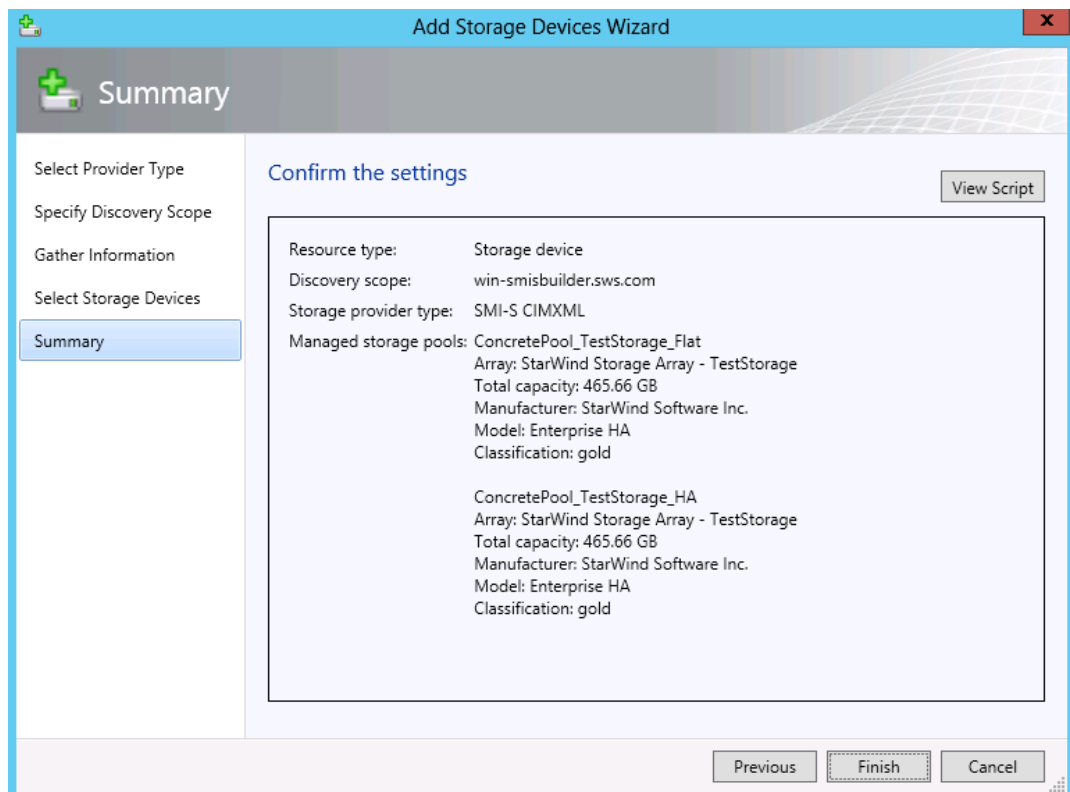 Add Storage Devices Wizard
x
Summary
Select Provider Type
Specify Discovery Scope
Gather Information
Select Storage Devices
Summary
Confirm the settings
View Script
Resource type: Storage device
Discovery scope: win-smisbuilder.sws.com
Storage provider type: SMI-S CIMXML
Managed storage pools: ConcretePool_TestStorage_Flat
Array: StarWind Storage Array - TestStorage
Total capacity: 465.66 GB
Manufacturer: StarWind Software Inc.
Model: Enterprise HA
Classification: gold
ConcretePool_TestStorage_HA
Array: StarWind Storage Array - TestStorage
Total capacity: 465.66 GB
Manufacturer: StarWind Software Inc.
Model: Enterprise HA
Classification: gold
Previous
Finish
Cancel